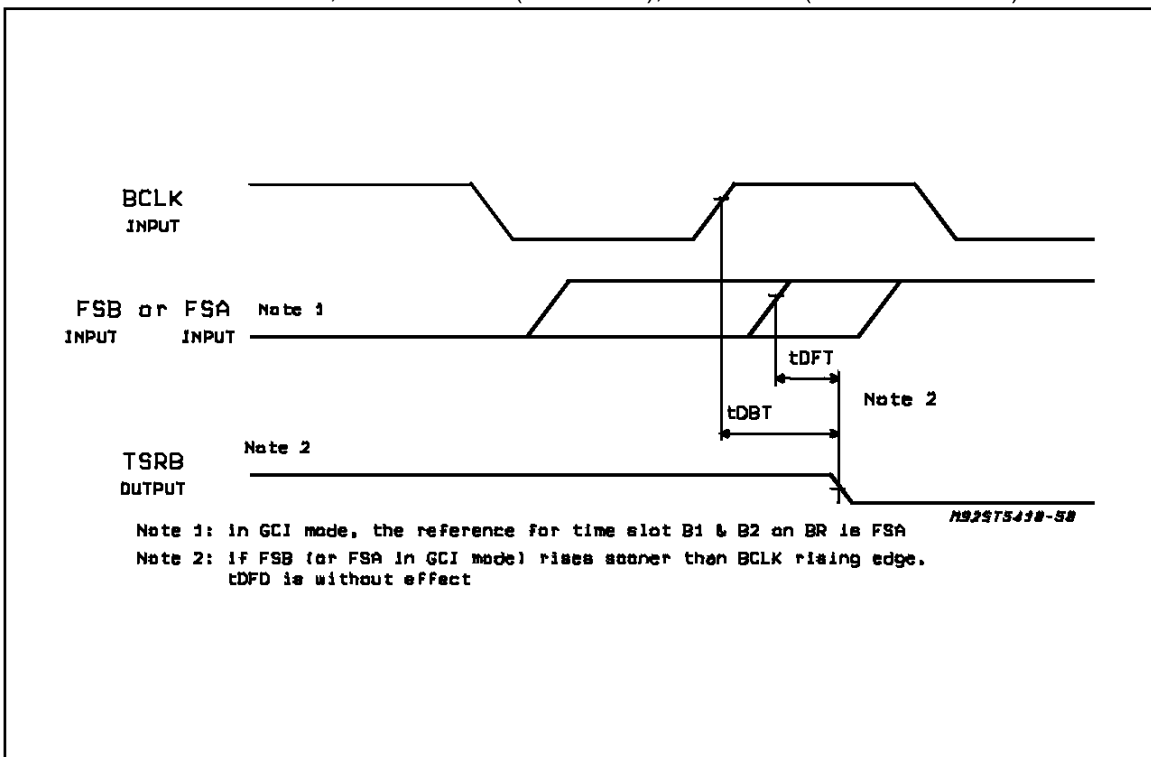 BCLK
INPUT
FSB or FSA Note 1
INPUT INPUT
tDFT
Note 2
tDBT
Note 2
TSRB
OUTPUT
M92ST5410-50
Note 1: in GCI mode, the reference for time slot B1 & B2 on BR is FSA
Note 2: if FSB (or FSA in GCI mode) rises sooner than BCLK rising edge.
tDFD is without effect